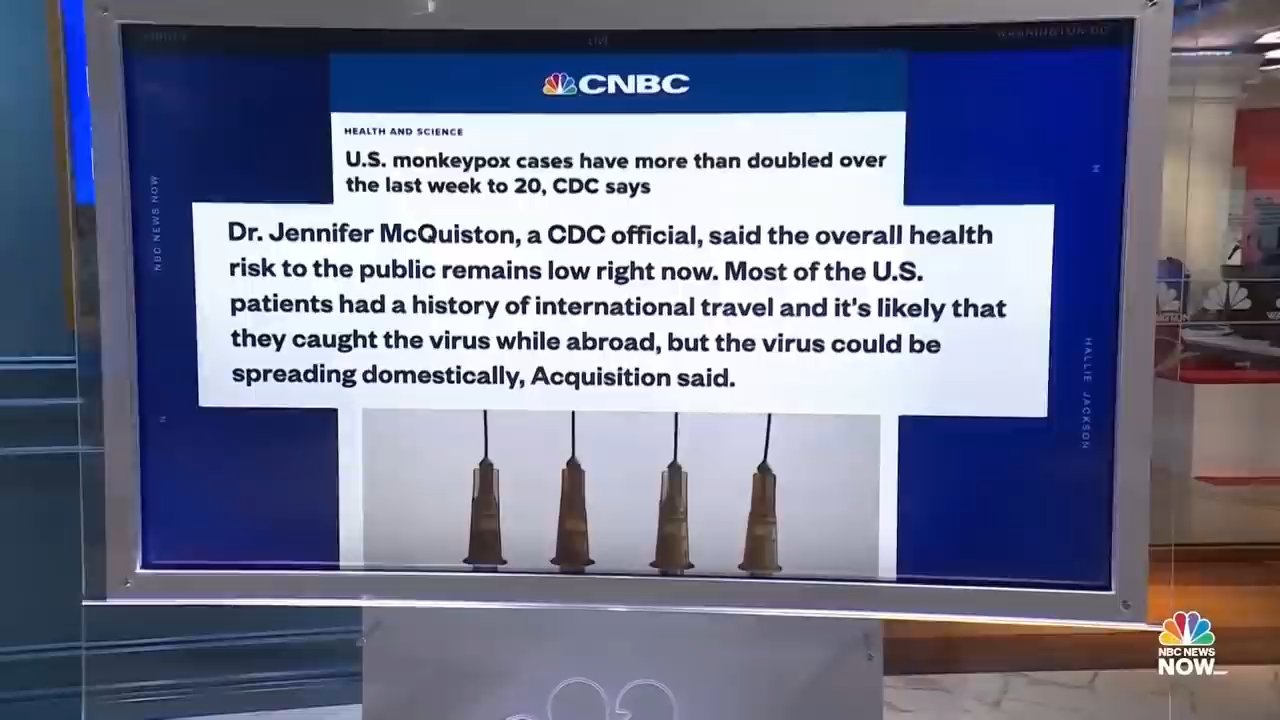 LIVE
WASHINGTON DC
CNBC
HEALTH AND SCIENCE
U.S. monkeypox cases have more than doubled over
the last week to 20, CDC says
Dr. Jennifer McQuiston, a CDC official, said the overall health
risk to the public remains low right now. Most of the U.S.
patients had a history of international travel and it's likely that
they caught the virus while abroad, but the virus could be
spreading domestically, Acquisition said.
NBC NEWS NOW
N
H
HALLIE JACKSON
NBC NEWS
NOW